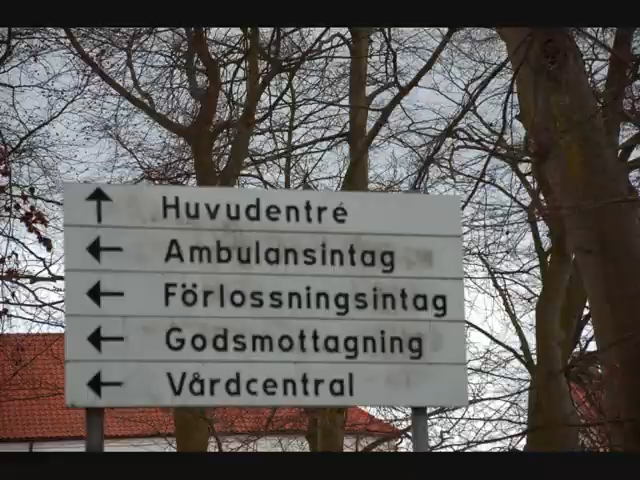 Huvudentré
Ambulansintag
Förlossningsintag
Godsmottagning
Vårdcentral